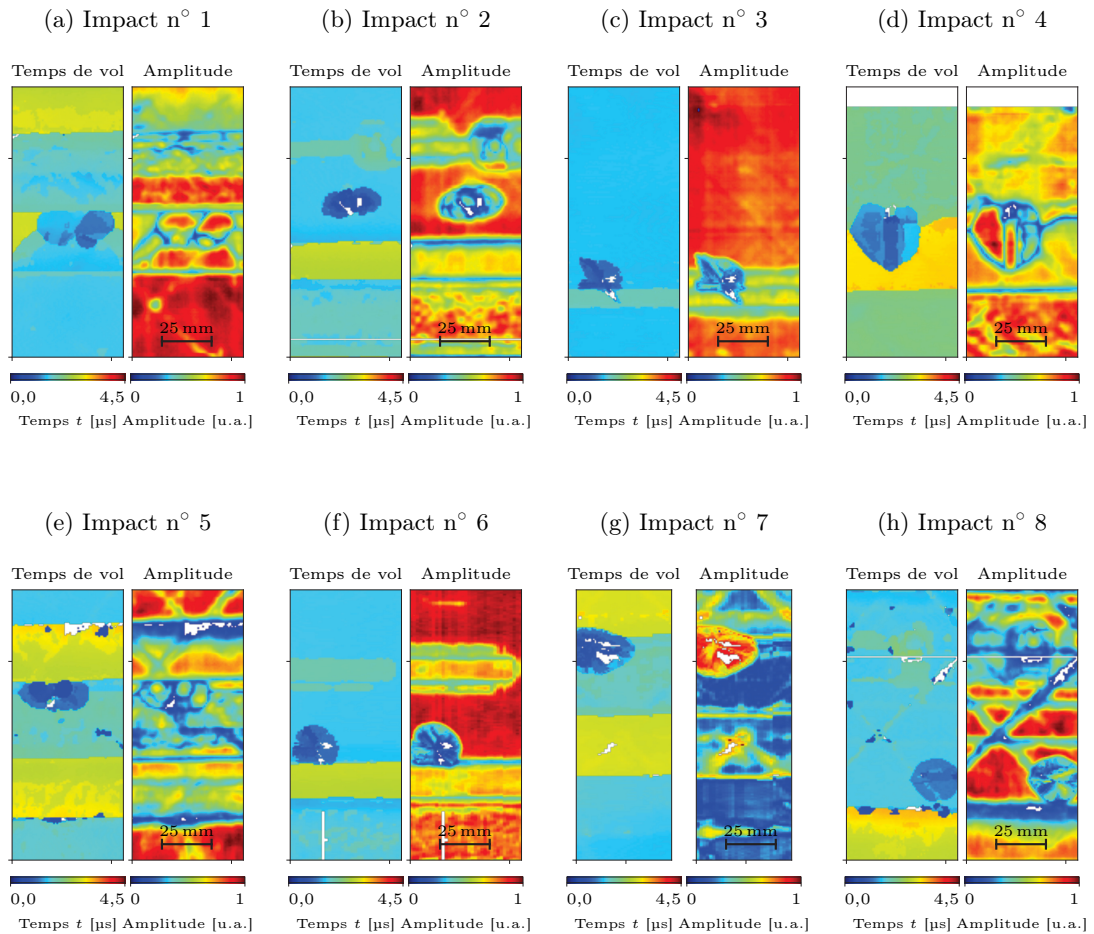 (a) Impact n° 1
(b) Impact n° 2
(c) Impact n° 3
(d) Impact n° 4
Temps de vol Amplitude
Temps de vol Amplitude
Temps de vol Amplitude
Temps de vol Amplitude
25 mm
25 mm
25 mm
25 mm
0,0 4,5 0 1
0,0 4,5 0 1
0,0 4,5 0 1
0,0 4,5 0 1
Temps t [µs] Amplitude [u.a.]
Temps t [µs] Amplitude [u.a.]
Temps t [µs] Amplitude [u.a.]
Temps t [µs] Amplitude [u.a.]
(e) Impact n° 5
(f) Impact n° 6
(g) Impact n° 7
(h) Impact n° 8
Temps de vol Amplitude
Temps de vol Amplitude
Temps de vol Amplitude
Temps de vol Amplitude
25 mm
25 mm
25 mm
25 mm
0,0 4,5 0 1
0,0 4,5 0 1
0,0 4,5 0 1
0,0 4,5 0 1
Temps t [µs] Amplitude [u.a.]
Temps t [µs] Amplitude [u.a.]
Temps t [µs] Amplitude [u.a.]
Temps t [µs] Amplitude [u.a.]